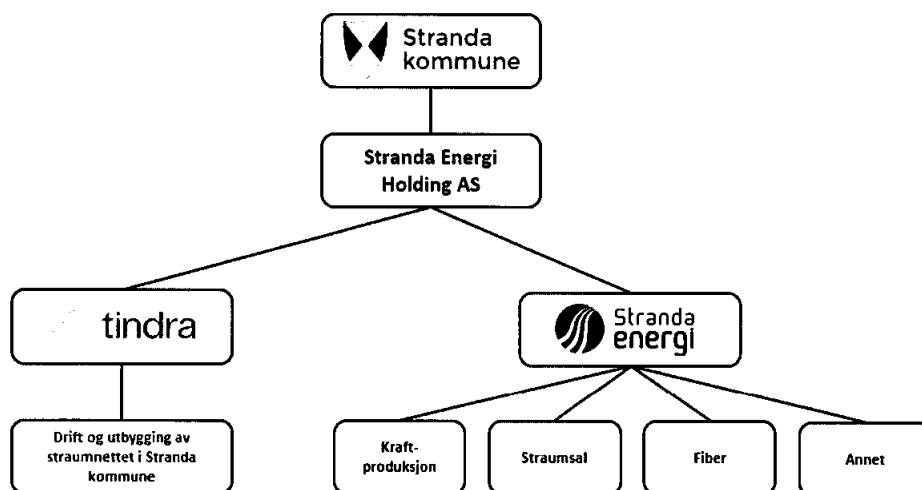 Stranda
kommune
Stranda Energi
Holding AS
tindra
Stranda
energi
Drift og utbygging av
straumnettet i Stranda
kommune
Kraft-
produksjon
Straumsal
Fiber
Annet